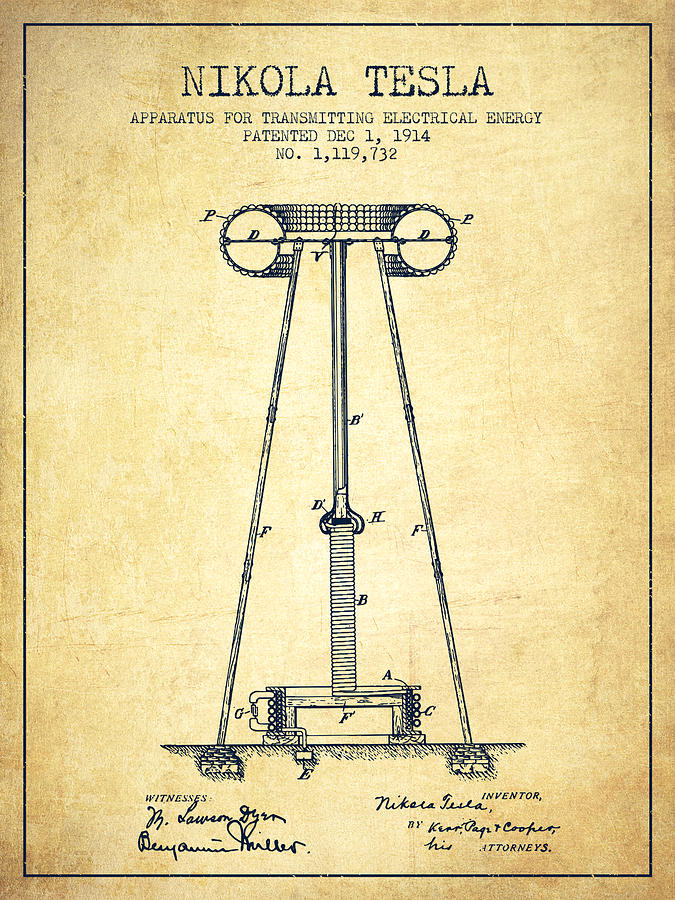 NIKOLA TESLA
APPARATUS FOR TRANSMITTING ELECTRICAL ENERGY
PATENTED DEC 1, 1914
NO. 1,119,732
P P
D D
V
B'
D' H
F F
B
A
G F' C
E
WITNESSES:
M. Lawson Dyer
Benjamin Miller.
INVENTOR,
Nikola Tesla,
BY Kerr, Page & Cooper,
his ATTORNEYS.